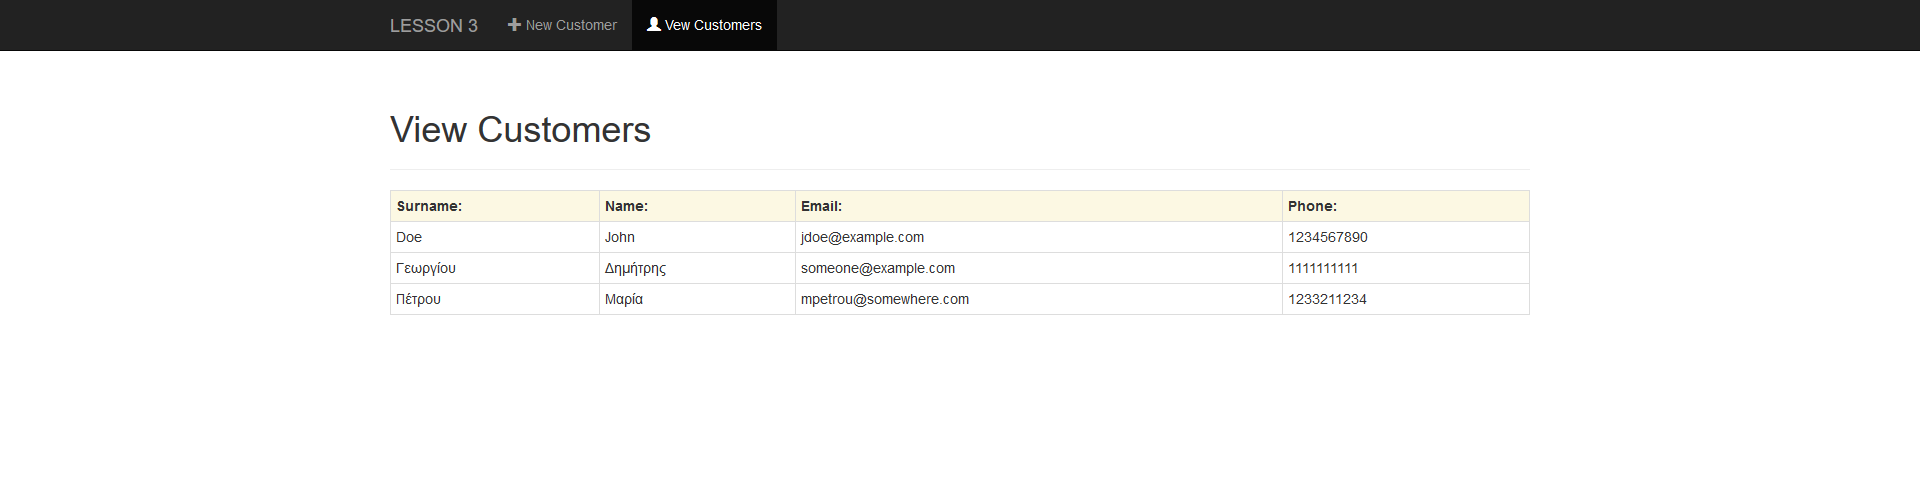 LESSON 3 New Customer Vew Customers
View Customers
Surname: Name: Email: Phone:
Doe John jdoe@example.com 1234567890
Γεωργίου Δημήτρης someone@example.com 1111111111
Πέτρου Μαρία mpetrou@somewhere.com 1233211234